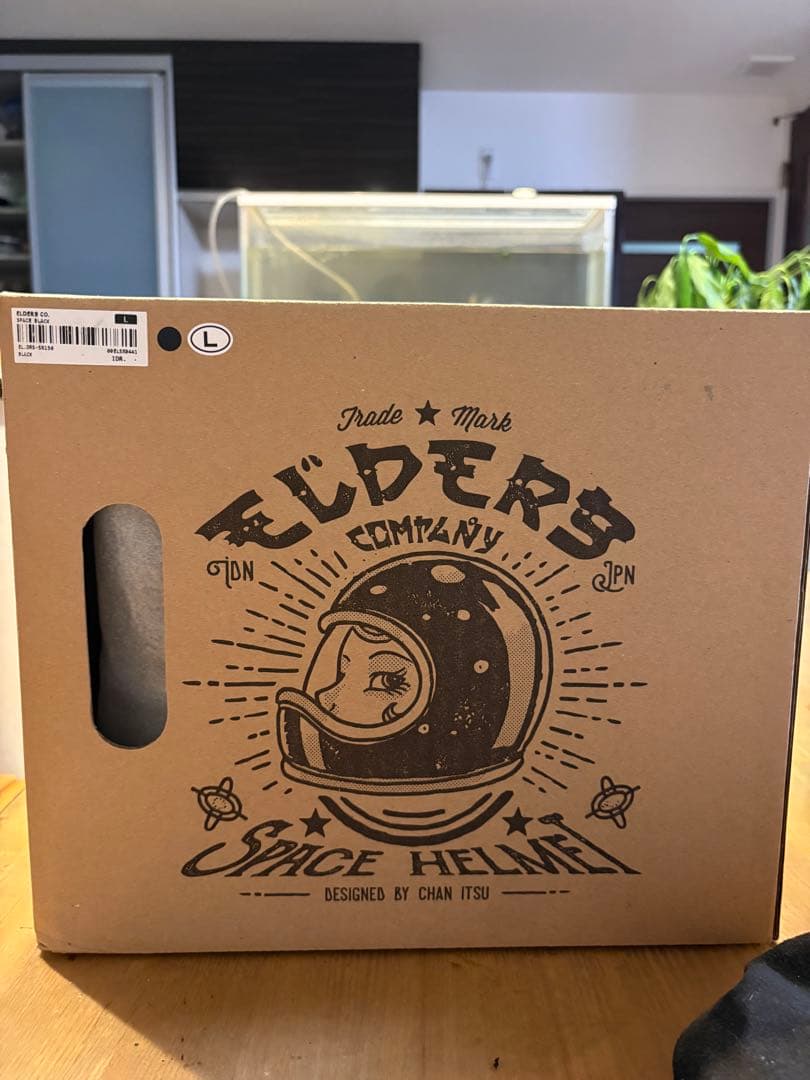 ELDERS CO.
L
SPACE BLACK
BLACK
IDR.
L
Trade ★ Mark
ELDERS
COMPANY
IDN
JPN
SPACE HELMET
DESIGNED BY CHAN ITSU